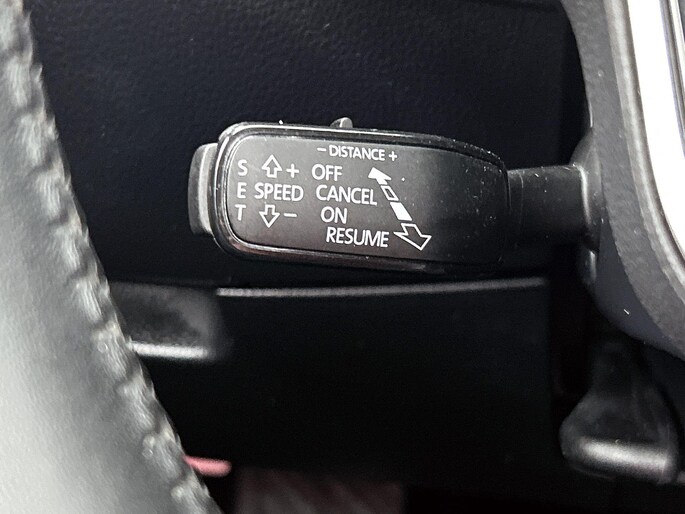 − DISTANCE +
S + OFF
E SPEED CANCEL
T − ON
RESUME